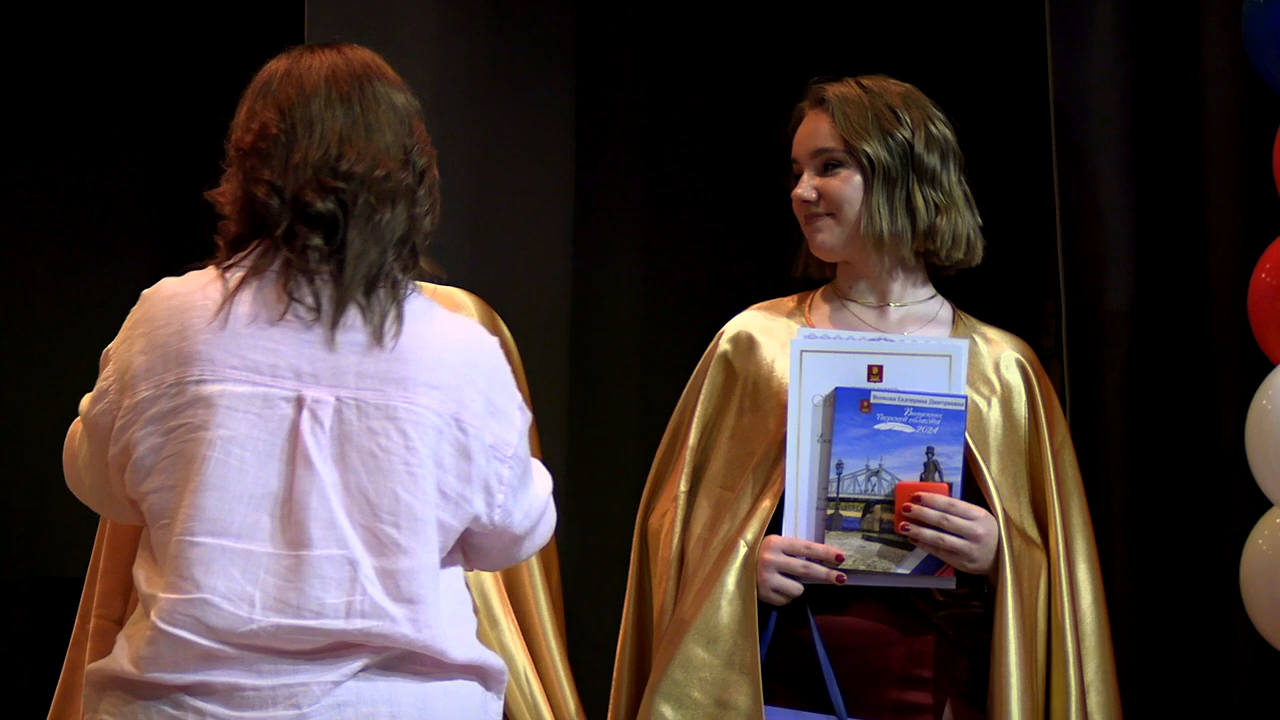 Волкова Екатерина Дмитриевна
Выпускник
Тверской области
2024